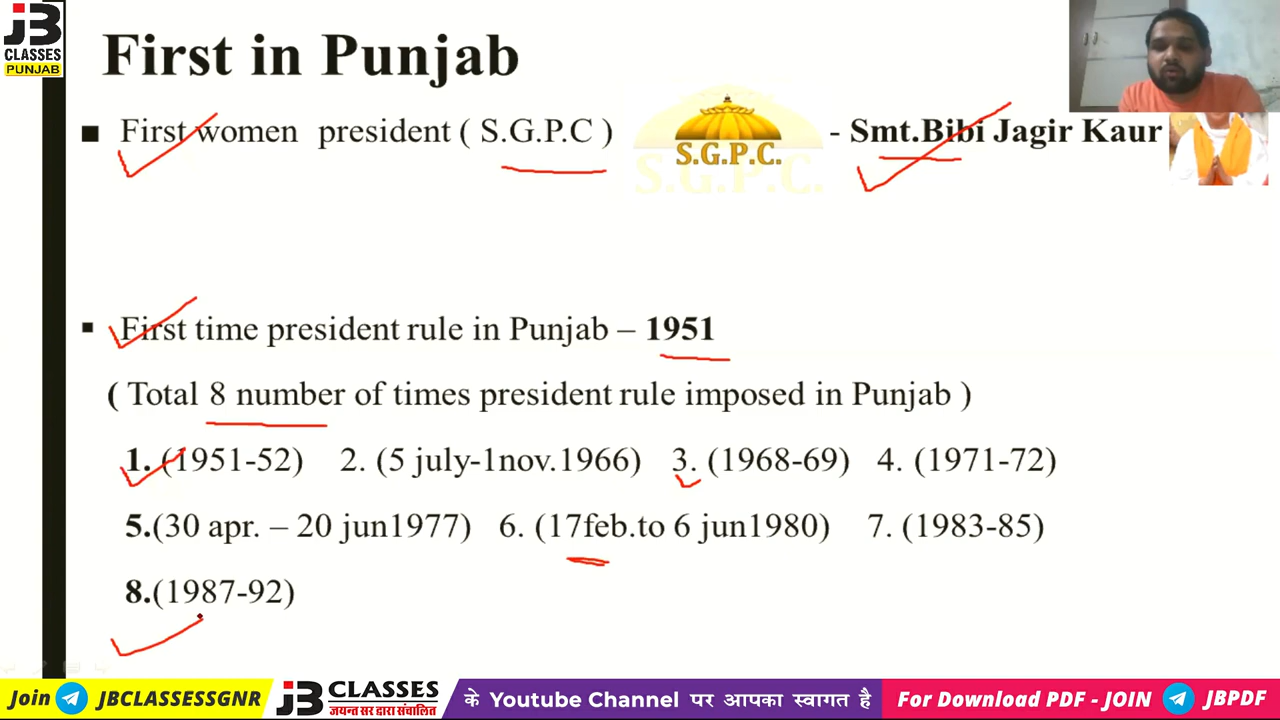 JB
CLASSES
PUNJAB
First in Punjab
■ First women president ( S.G.P.C ) S.G.P.C. - Smt.Bibi Jagir Kaur
S.G.P.C.
▪ First time president rule in Punjab – 1951
( Total 8 number of times president rule imposed in Punjab )
1. (1951-52) 2. (5 july-1nov.1966) 3. (1968-69) 4. (1971-72)
5.(30 apr. – 20 jun1977) 6. (17feb.to 6 jun1980) 7. (1983-85)
8.(1987-92)
Join JBCLASSESSGNR JB CLASSES के Youtube Channel पर आपका स्वागत है For Download PDF - JOIN JBPDF
जयन्त सर द्वारा संचालित